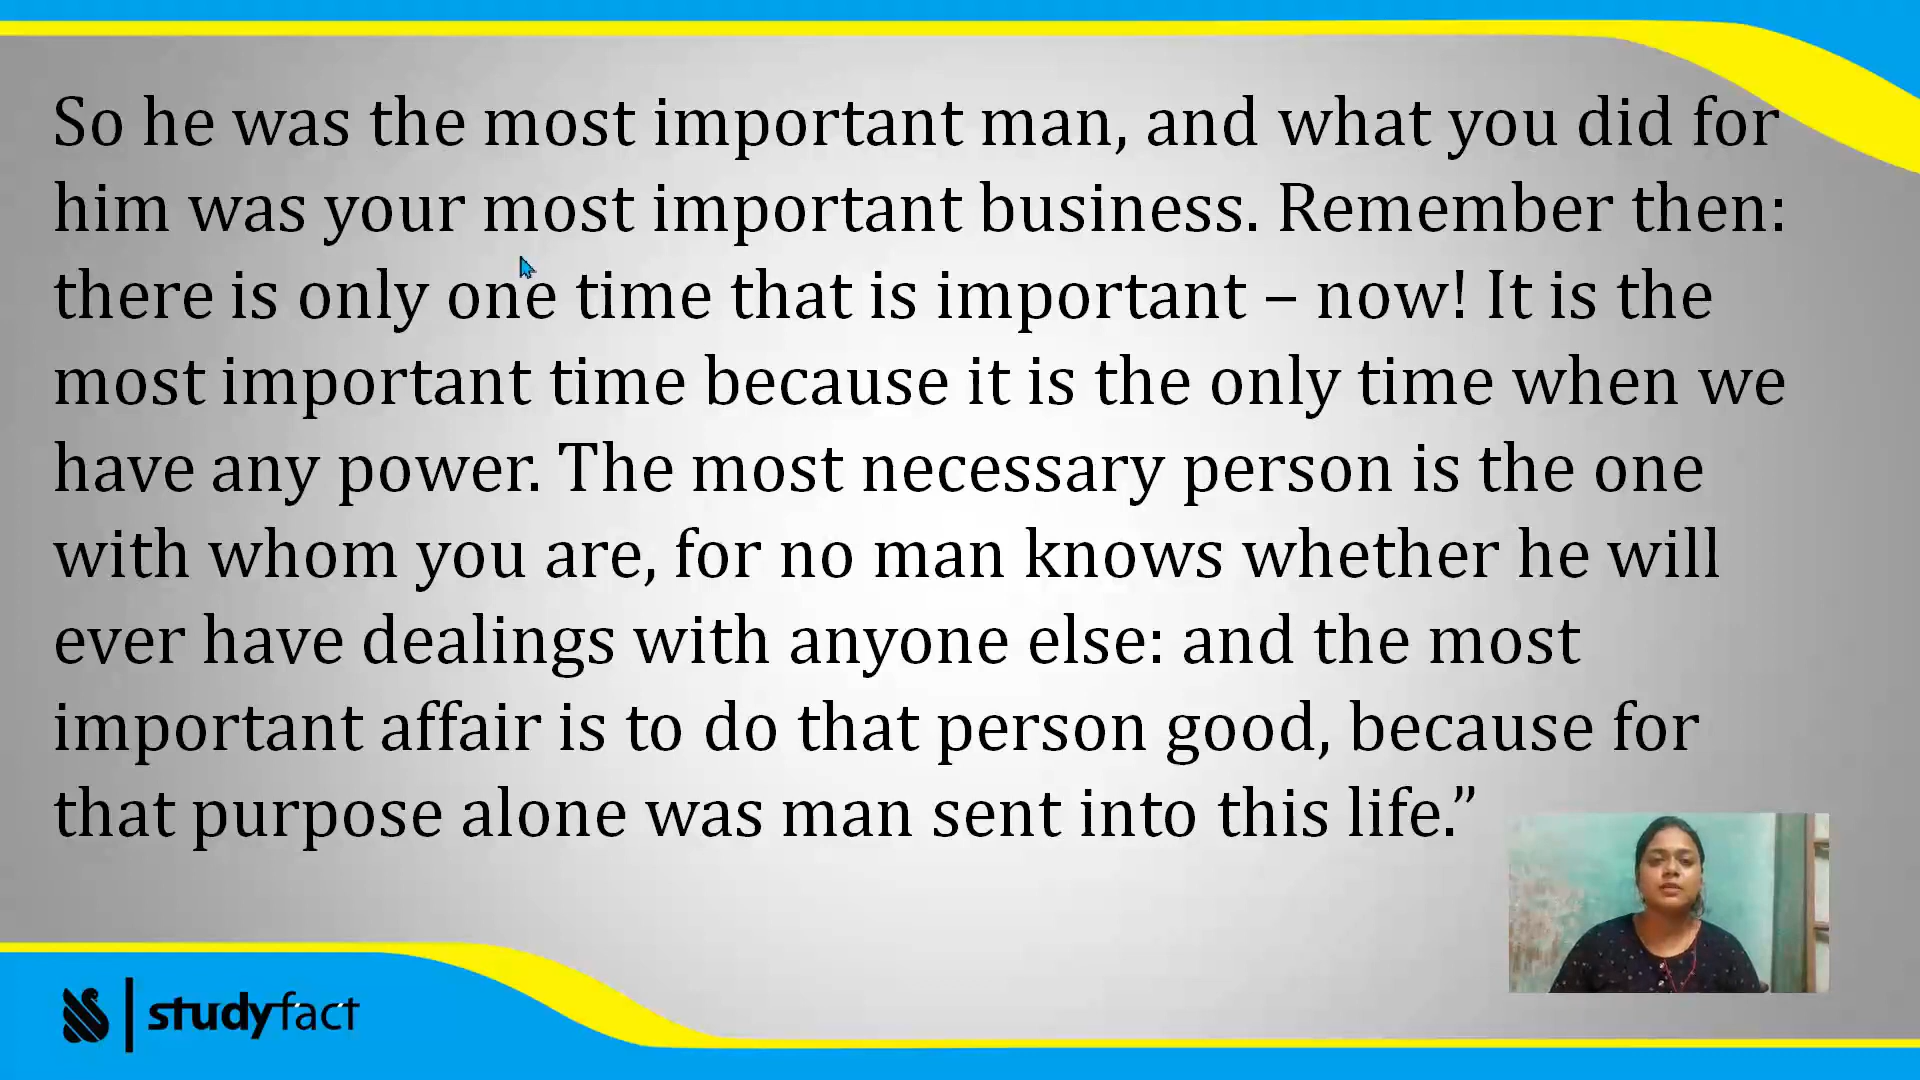 So he was the most important man, and what you did for
him was your most important business. Remember then:
there is only one time that is important – now! It is the
most important time because it is the only time when we
have any power. The most necessary person is the one
with whom you are, for no man knows whether he will
ever have dealings with anyone else: and the most
important affair is to do that person good, because for
that purpose alone was man sent into this life.”
studyfact